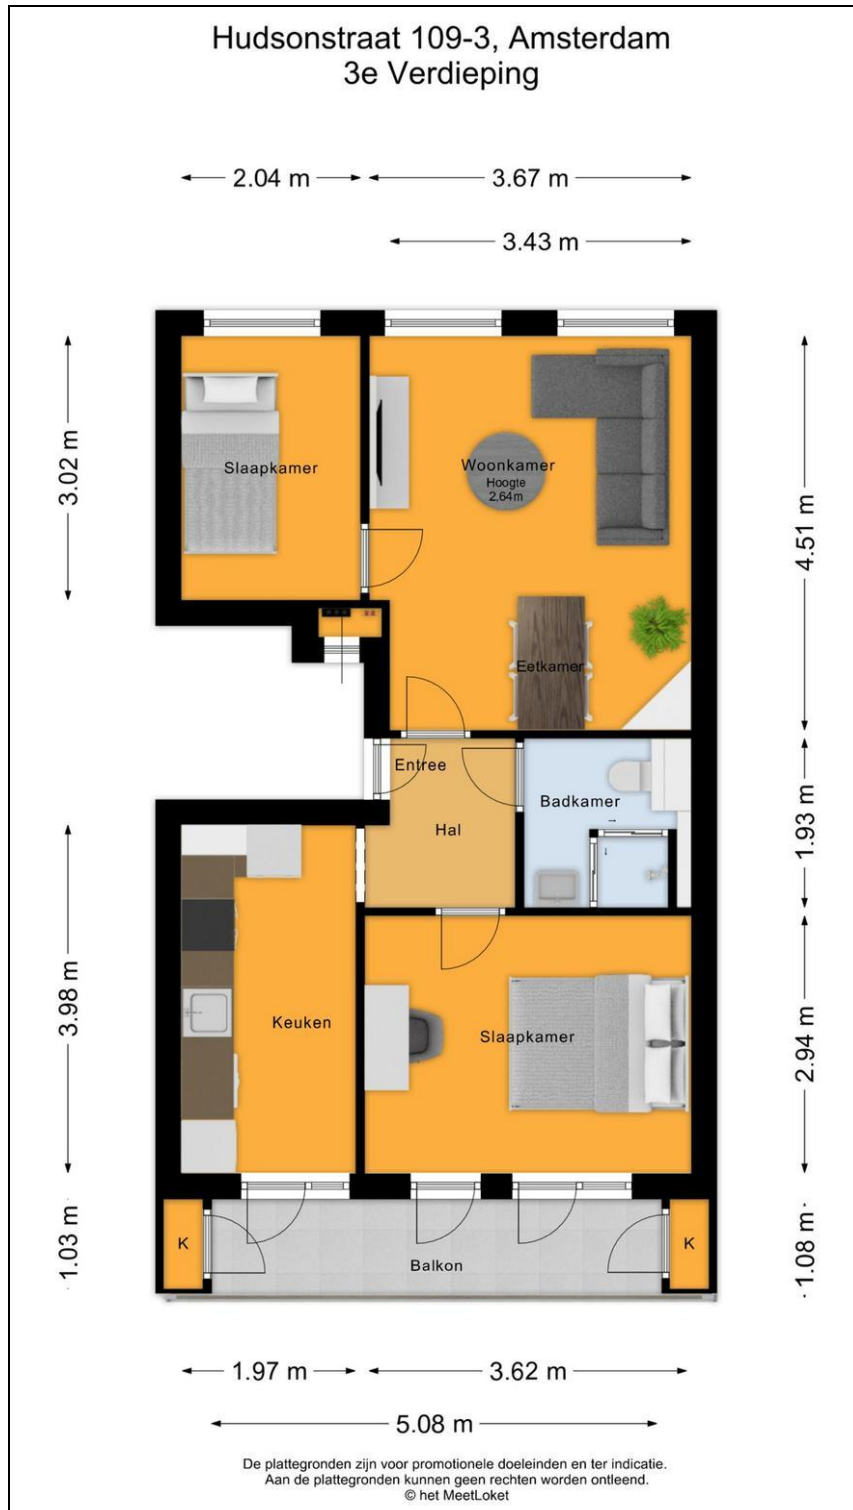 Hudsonstraat 109-3, Amsterdam
3e Verdieping
2.04 m
3.67 m
3.43 m
3.02 m
4.51 m
Slaapkamer
Woonkamer
Hoogte
2.64m
Eetkamer
Entree
Hal
Badkamer
1.93 m
3.98 m
Keuken
Slaapkamer
2.94 m
1.03 m
K
Balkon
K
1.08 m
1.97 m
3.62 m
5.08 m
De plattegronden zijn voor promotionele doeleinden en ter indicatie.
Aan de plattegronden kunnen geen rechten worden ontleend.
© het MeetLoket